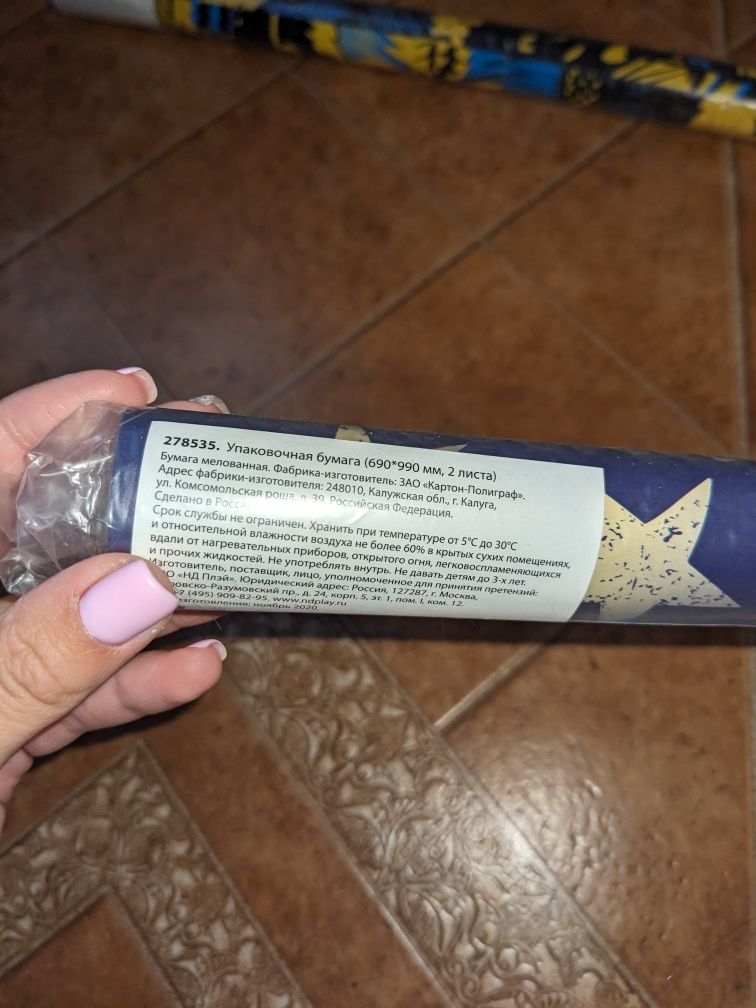 278535. Упаковочная бумага (690*990 мм, 2 листа)
Бумага мелованная. Фабрика-изготовитель: ЗАО «Картон-Полиграф».
Адрес фабрики-изготовителя: 248010, Калужская обл., г. Калуга,
ул. Комсомольская роща, д. 39, Российская Федерация.
Сделано в
Срок службы не ограничен. Хранить при температуре от 5°C до 30°C
и относительной влажности воздуха не более 60% в крытых сухих помещениях,
вдали от нагревательных приборов, открытого огня, легковоспламеняющихся
и прочих жидкостей. Не употреблять внутрь. Не давать детям до 3-х лет.
Изготовитель, поставщик, лицо, уполномоченное для принятия претензий:
«НД Плэй». Юридический адрес: Россия, 127287, г. Москва,
пр., д. 24, корп. 5, эт. 1, пом. I, ком. 12.
(495) 909-82-95, www.ndplay.ru
ноябрь 2020